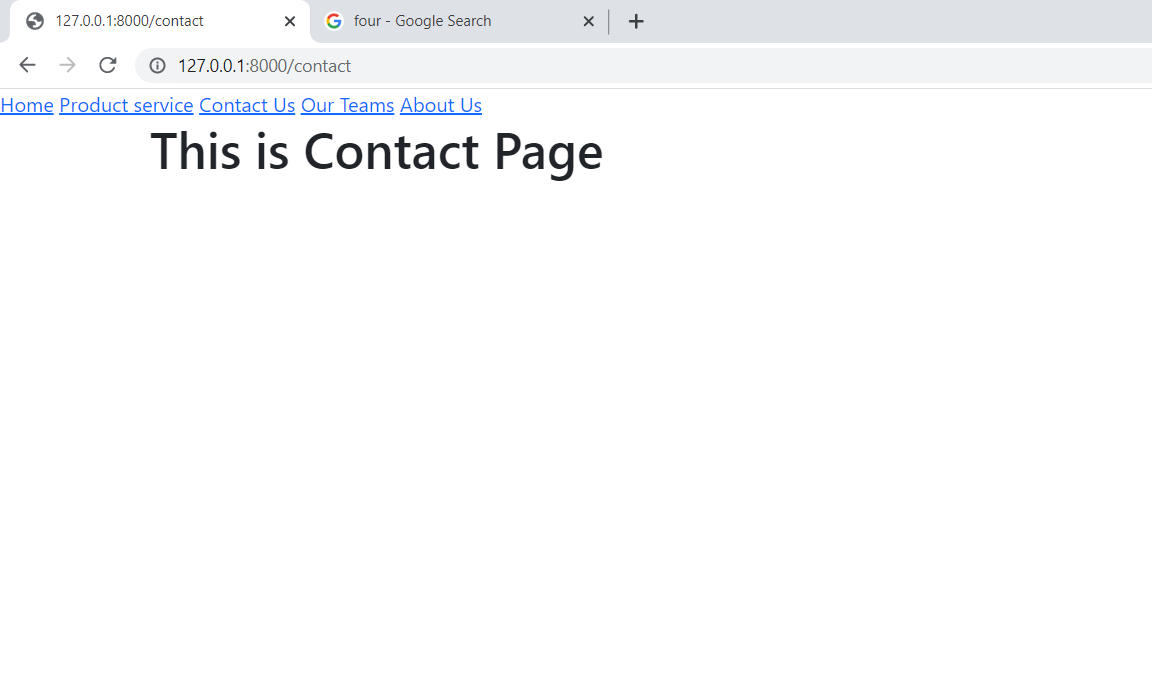 127.0.0.1:8000/contact
four - Google Search
127.0.0.1:8000/contact
Home Product service Contact Us Our Teams About Us
This is Contact Page